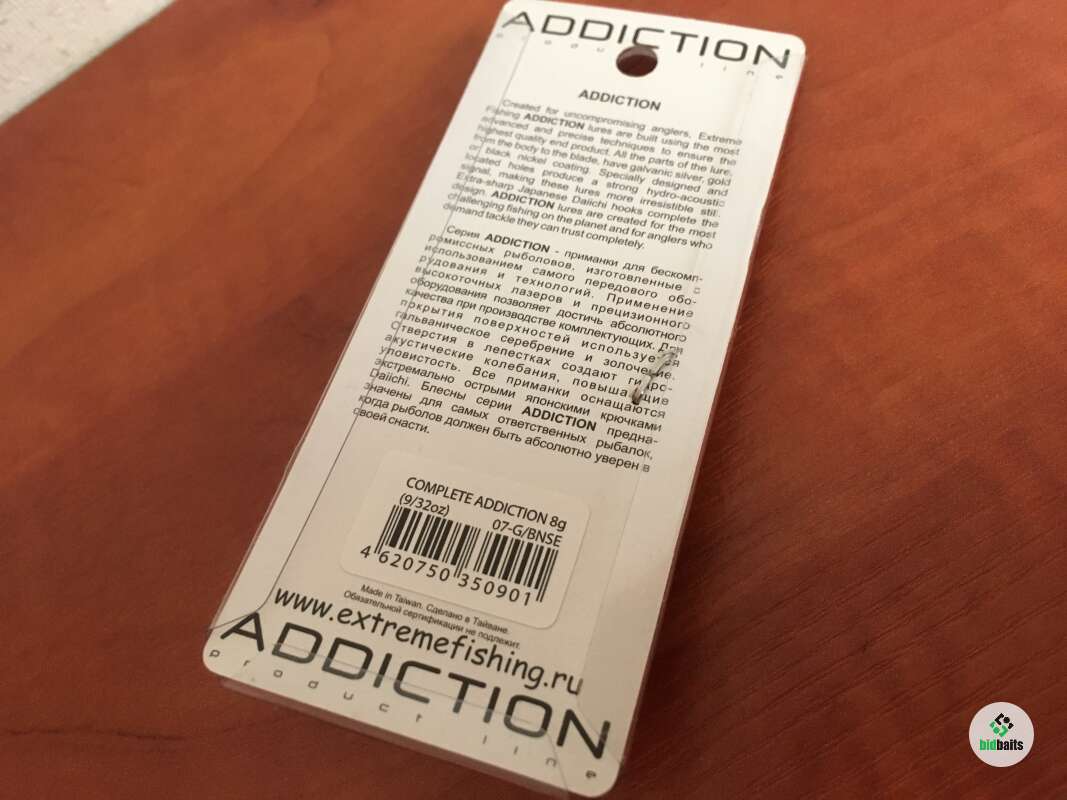 ADDICTION
product line
ADDICTION
Created for uncompromising anglers, Extreme
Fishing ADDICTION lures are built using the most
advanced and precise techniques to ensure the
highest quality end product. All the parts of the lure,
from the body to the blade, have galvanic silver, gold
or black nickel coating. Specially designed and
located holes produce a strong hydro-acoustic
signal, making these lures more irresistible still.
Extra-sharp Japanese Daiichi hooks complete the
design. ADDICTION lures are created for the most
challenging fishing on the planet and for anglers who
demand tackle they can trust completely.
Серия ADDICTION - приманки для бескомп-
ромиссных рыболовов, изготовленные с
использованием самого передового обо-
рудования и технологий. Применение
высокоточных лазеров и прецизионного
оборудования позволяет достичь абсолютного
качества при производстве комплектующих. Для
покрытия поверхностей используется
гальваническое серебрение и золочение.
Отверстия в лепестках создают гидро-
акустические колебания, повышающие
уловистость. Все приманки оснащаются
экстремально острыми японскими крючками
Daiichi. Блесны серии ADDICTION предна-
значены для самых ответственных рыбалок,
когда рыболов должен быть абсолютно уверен в
своей снасти.
COMPLETE ADDICTION 8g
(9/32oz) 07-G/BNSE
4 620750 350901
Made in Taiwan. Сделано в Тайване.
Обязательной сертификации не подлежит.
www.extremefishing.ru
ADDICTION
product line
bidbaits